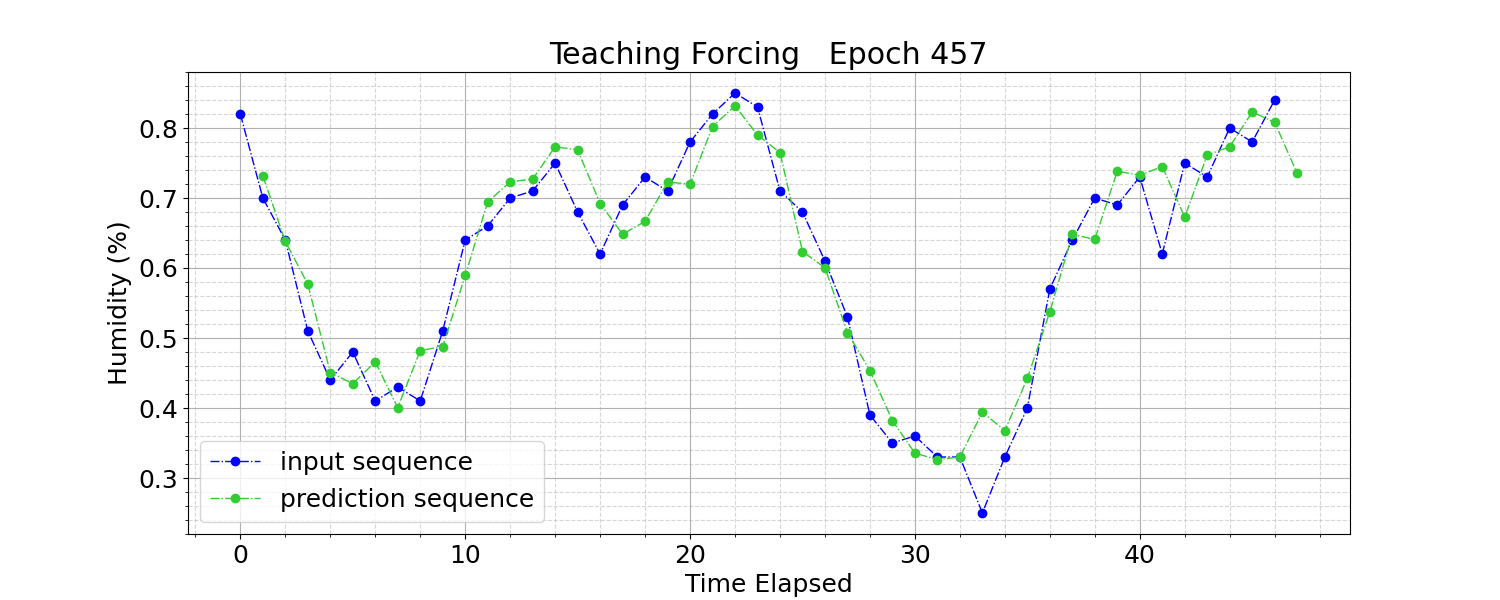 Teaching Forcing   Epoch 457
Humidity (%)
0.8
0.7
0.6
0.5
0.4
0.3
input sequence
prediction sequence
0 10 20 30 40
Time Elapsed